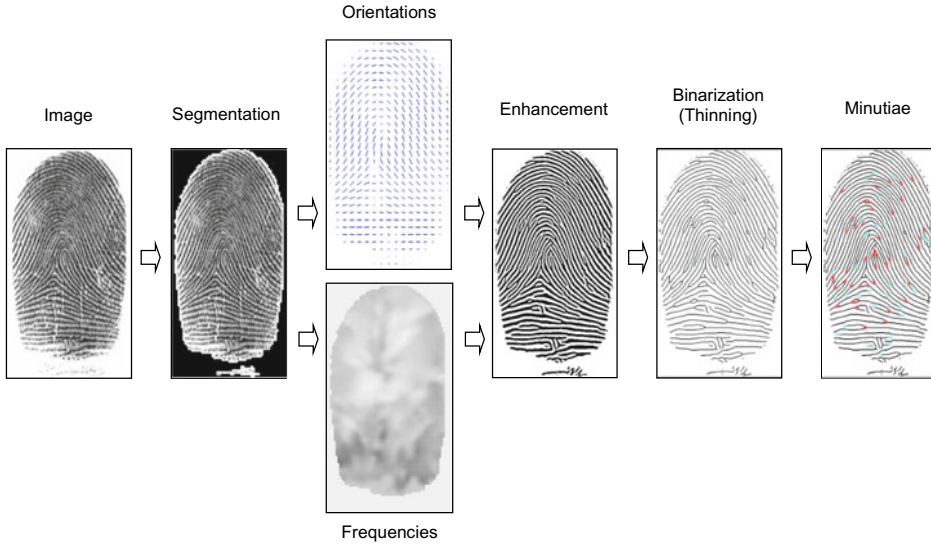 Orientations
Image
Segmentation
Enhancement
Binarization
(Thinning)
Minutiae
Frequencies